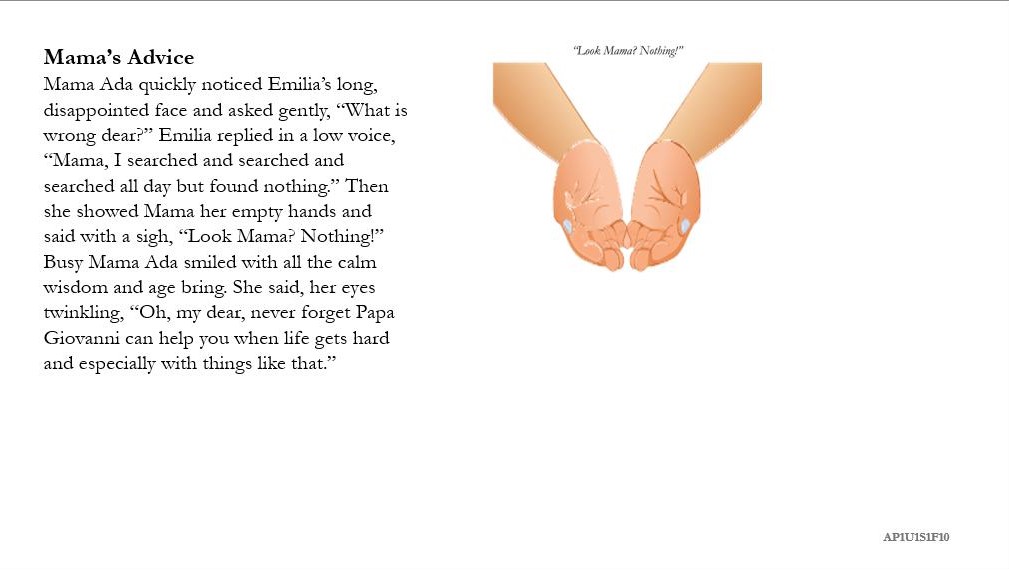 Mama’s Advice
Mama Ada quickly noticed Emilia’s long,
disappointed face and asked gently, “What is
wrong dear?” Emilia replied in a low voice,
“Mama, I searched and searched and
searched all day but found nothing.” Then
she showed Mama her empty hands and
said with a sigh, “Look Mama? Nothing!”
Busy Mama Ada smiled with all the calm
wisdom and age bring. She said, her eyes
twinkling, “Oh, my dear, never forget Papa
Giovanni can help you when life gets hard
and especially with things like that.”
“Look Mama? Nothing!”
AP1U1S1F10